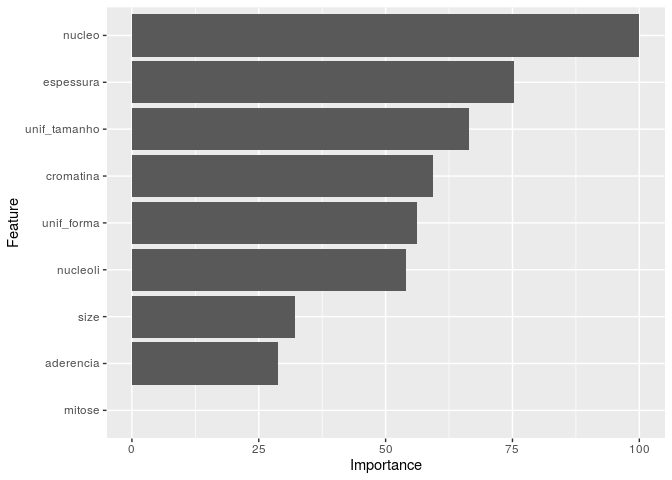 nucleo
espessura
unif_tamanho
cromatina
unif_forma
nucleoli
size
aderencia
mitose
Feature
0 25 50 75 100
Importance